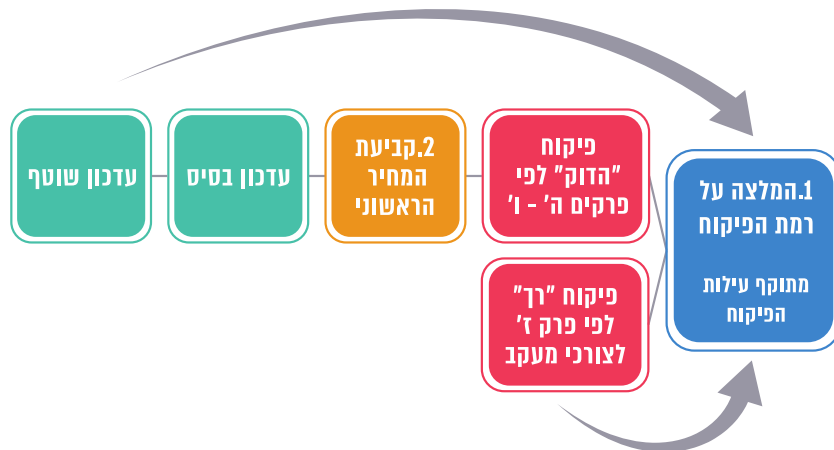 1.המלצה על
רמת הפיקוח
מתוקף עילות
הפיקוח
פיקוח
"הדוק" לפי
פרקים ה' - ו'
פיקוח "רך"
לפי פרק ז'
לצורכי מעקב
2.קביעת
המחיר
הראשוני
עדכון בסיס
עדכון שוטף